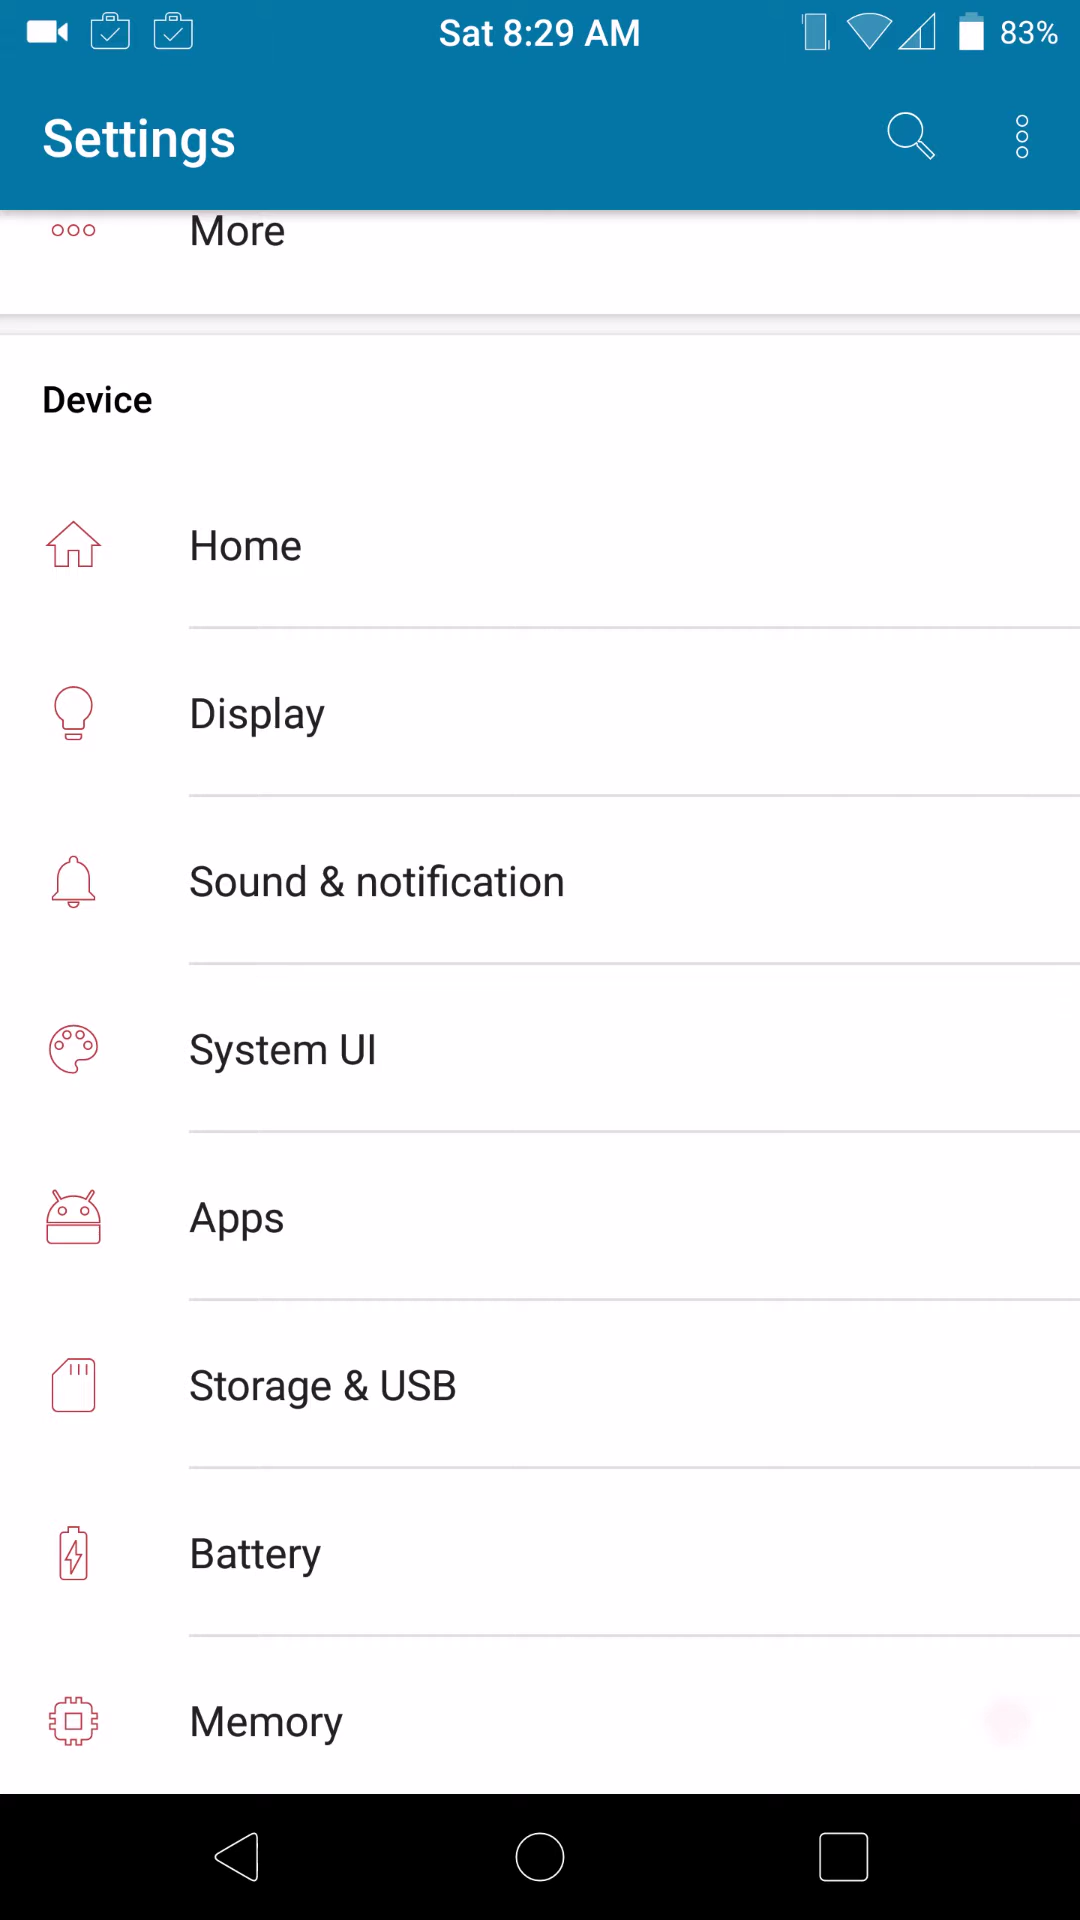 Sat 8:29 AM
83%
Settings
More
Device
Home
Display
Sound & notification
System UI
Apps
Storage & USB
Battery
Memory